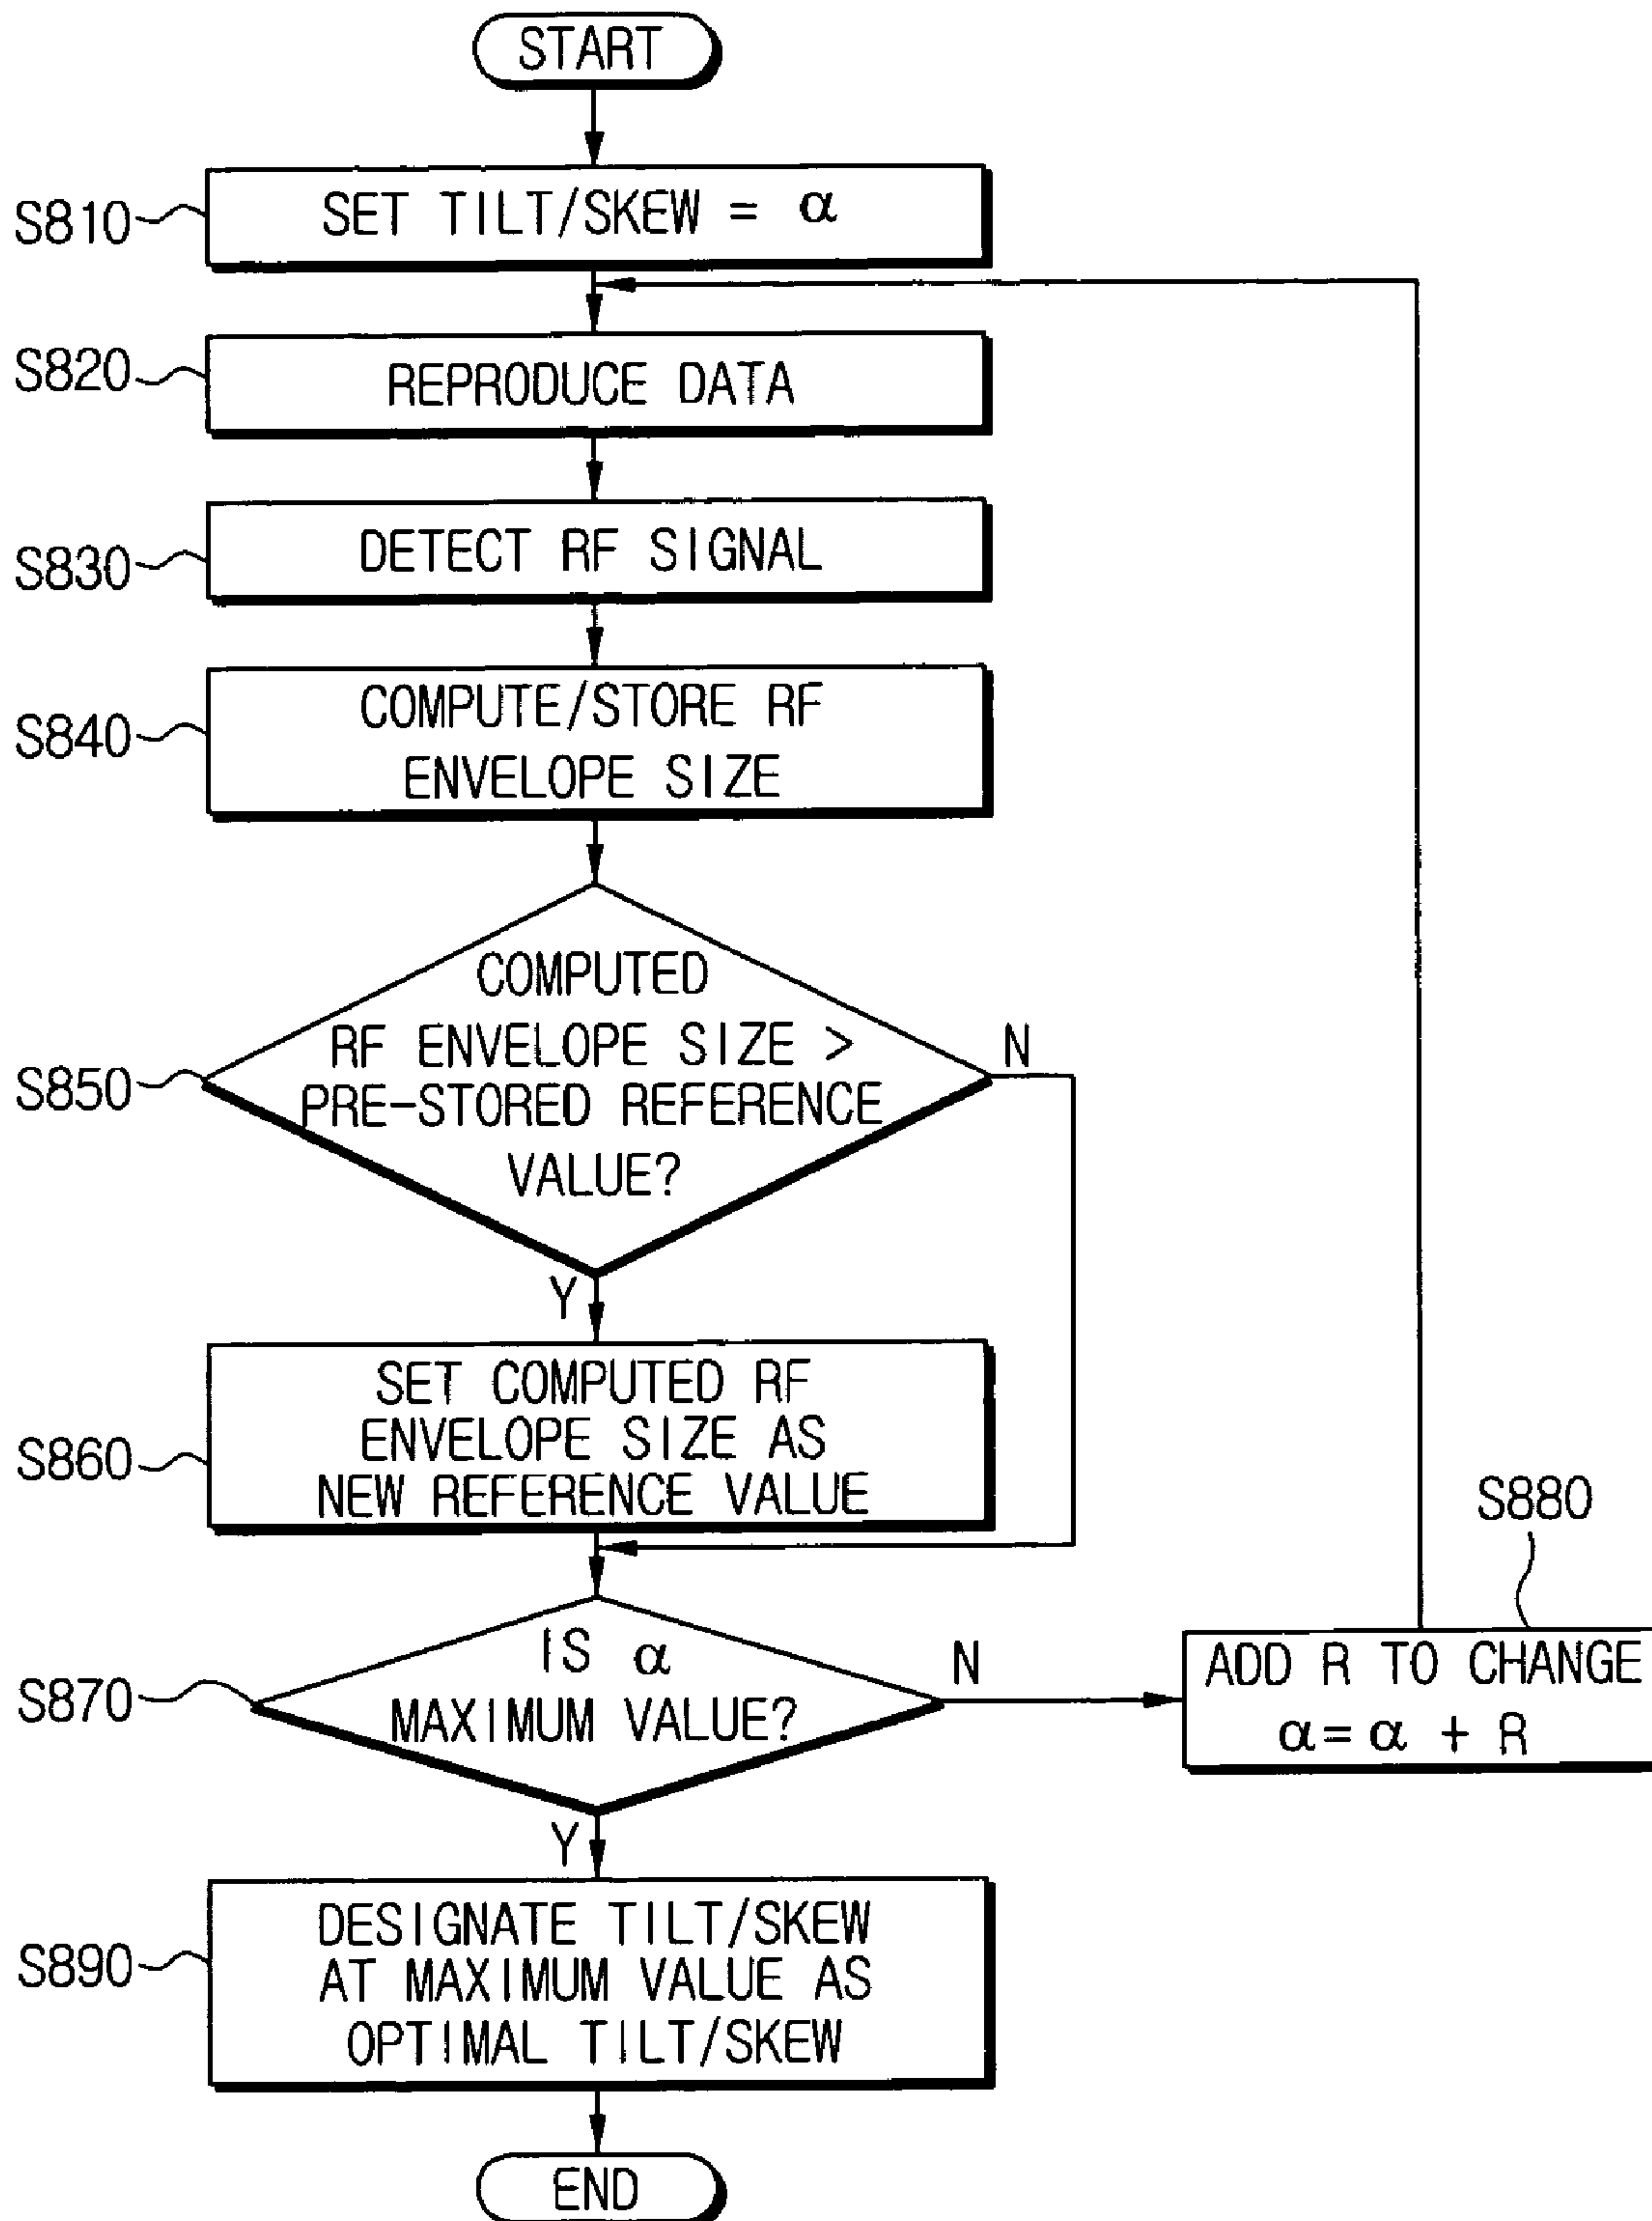 START
S810
SET TILT/SKEW = α
S820
REPRODUCE DATA
S830
DETECT RF SIGNAL
S840
COMPUTE/STORE RF
ENVELOPE SIZE
S850
COMPUTED
RF ENVELOPE SIZE >
PRE-STORED REFERENCE
VALUE?
N
Y
S860
SET COMPUTED RF
ENVELOPE SIZE AS
NEW REFERENCE VALUE
S870
IS α
MAXIMUM VALUE?
N
S880
ADD R TO CHANGE
α= α + R
Y
S890
DESIGNATE TILT/SKEW
AT MAXIMUM VALUE AS
OPTIMAL TILT/SKEW
END